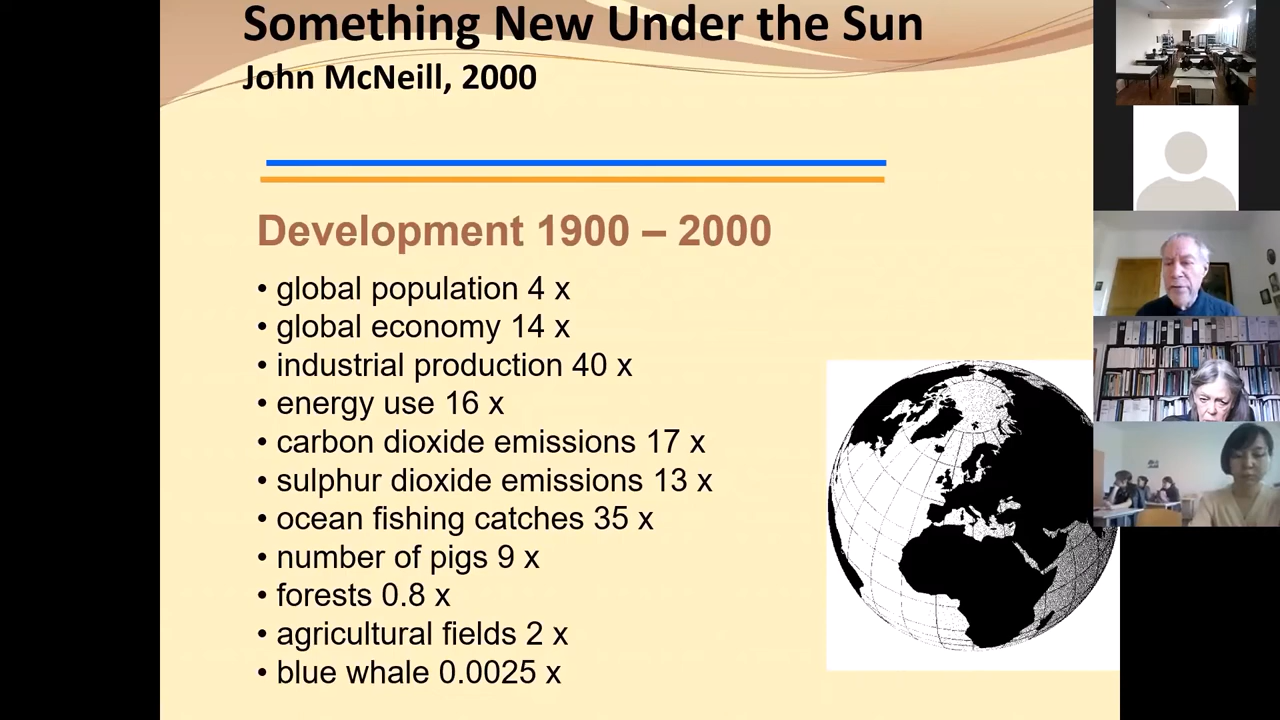 Something New Under the Sun
John McNeill, 2000
Development 1900 – 2000
• global population 4 x
• global economy 14 x
• industrial production 40 x
• energy use 16 x
• carbon dioxide emissions 17 x
• sulphur dioxide emissions 13 x
• ocean fishing catches 35 x
• number of pigs 9 x
• forests 0.8 x
• agricultural fields 2 x
• blue whale 0.0025 x